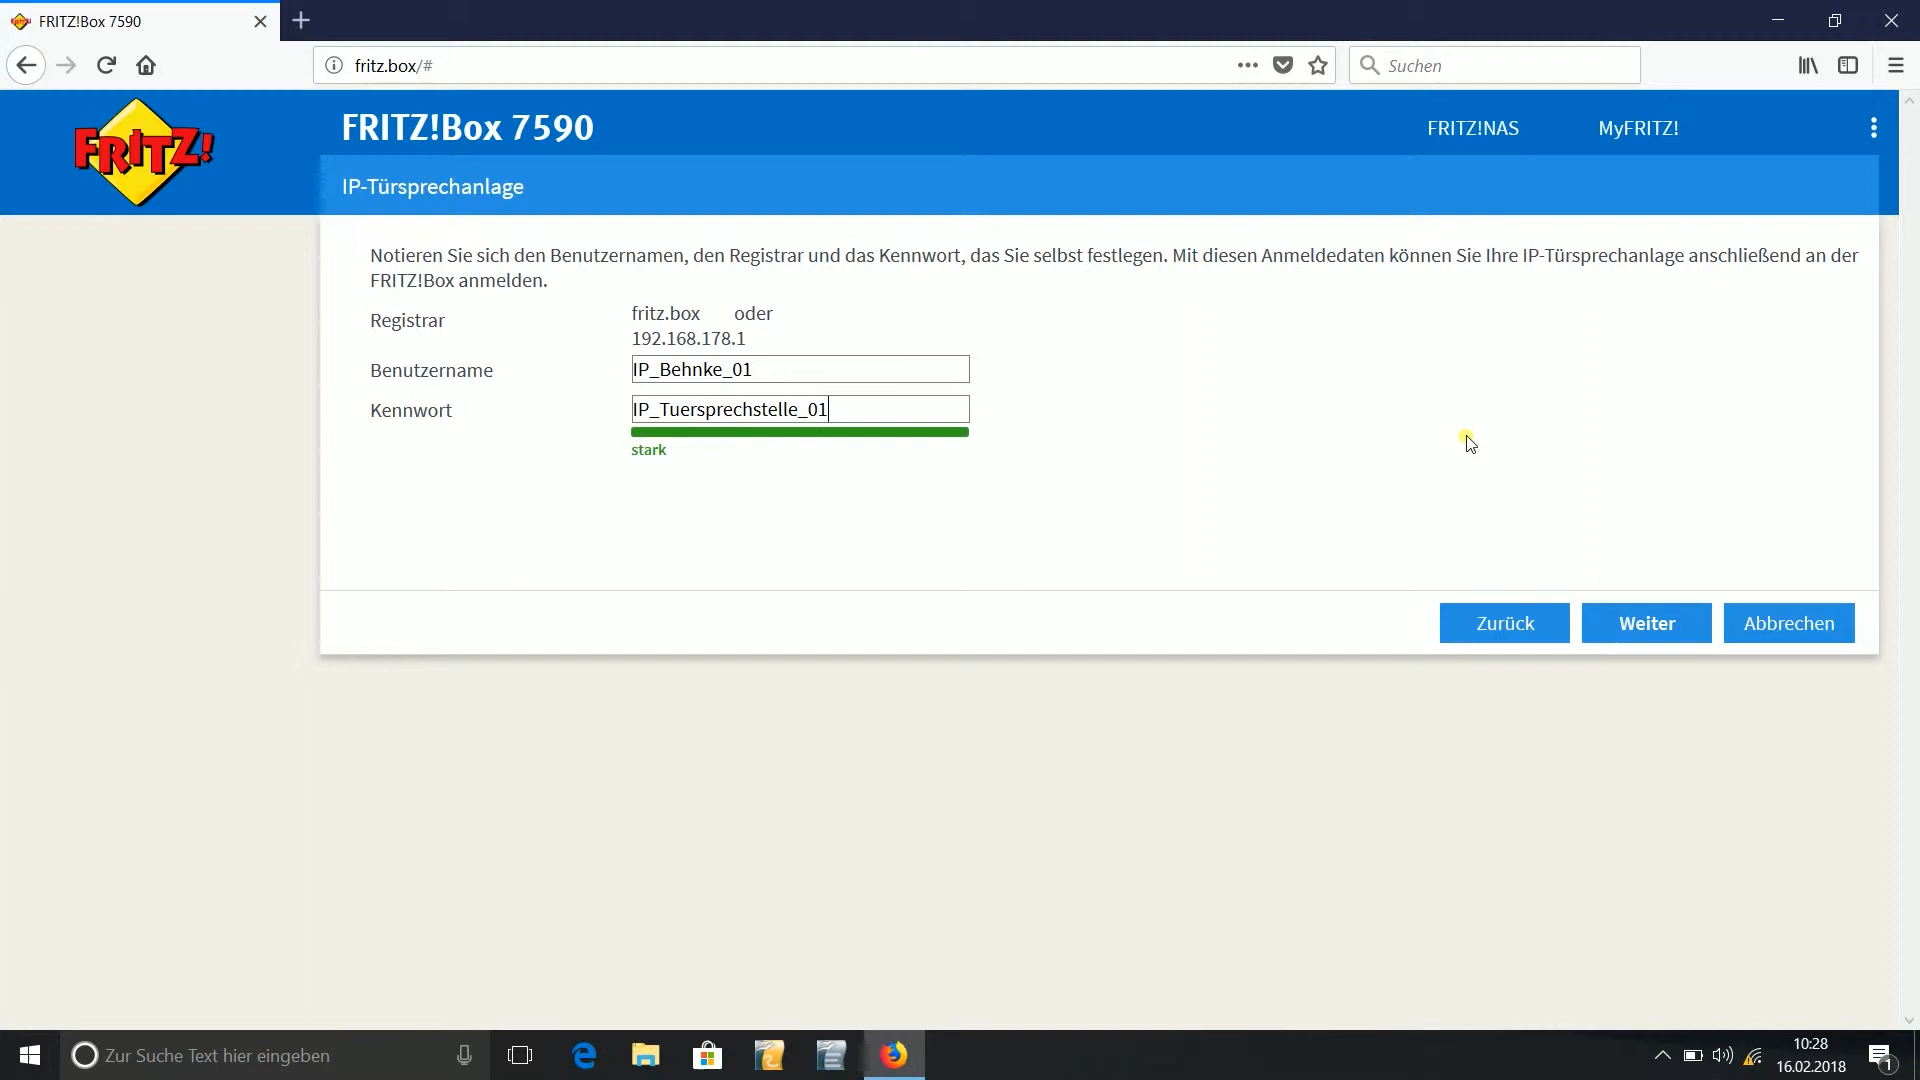 FRITZ!Box 7590
fritz.box/#
Suchen
FRITZ!
FRITZ!Box 7590
FRITZ!NAS
MyFRITZ!
IP-Türsprechanlage
Notieren Sie sich den Benutzernamen, den Registrar und das Kennwort, das Sie selbst festlegen. Mit diesen Anmeldedaten können Sie Ihre IP-Türsprechanlage anschließend an der
FRITZ!Box anmelden.
Registrar
fritz.box oder
192.168.178.1
Benutzername
IP_Behnke_01
Kennwort
IP_Tuersprechstelle_01
stark
Zurück
Weiter
Abbrechen
Zur Suche Text hier eingeben
10:28
16.02.2018
1